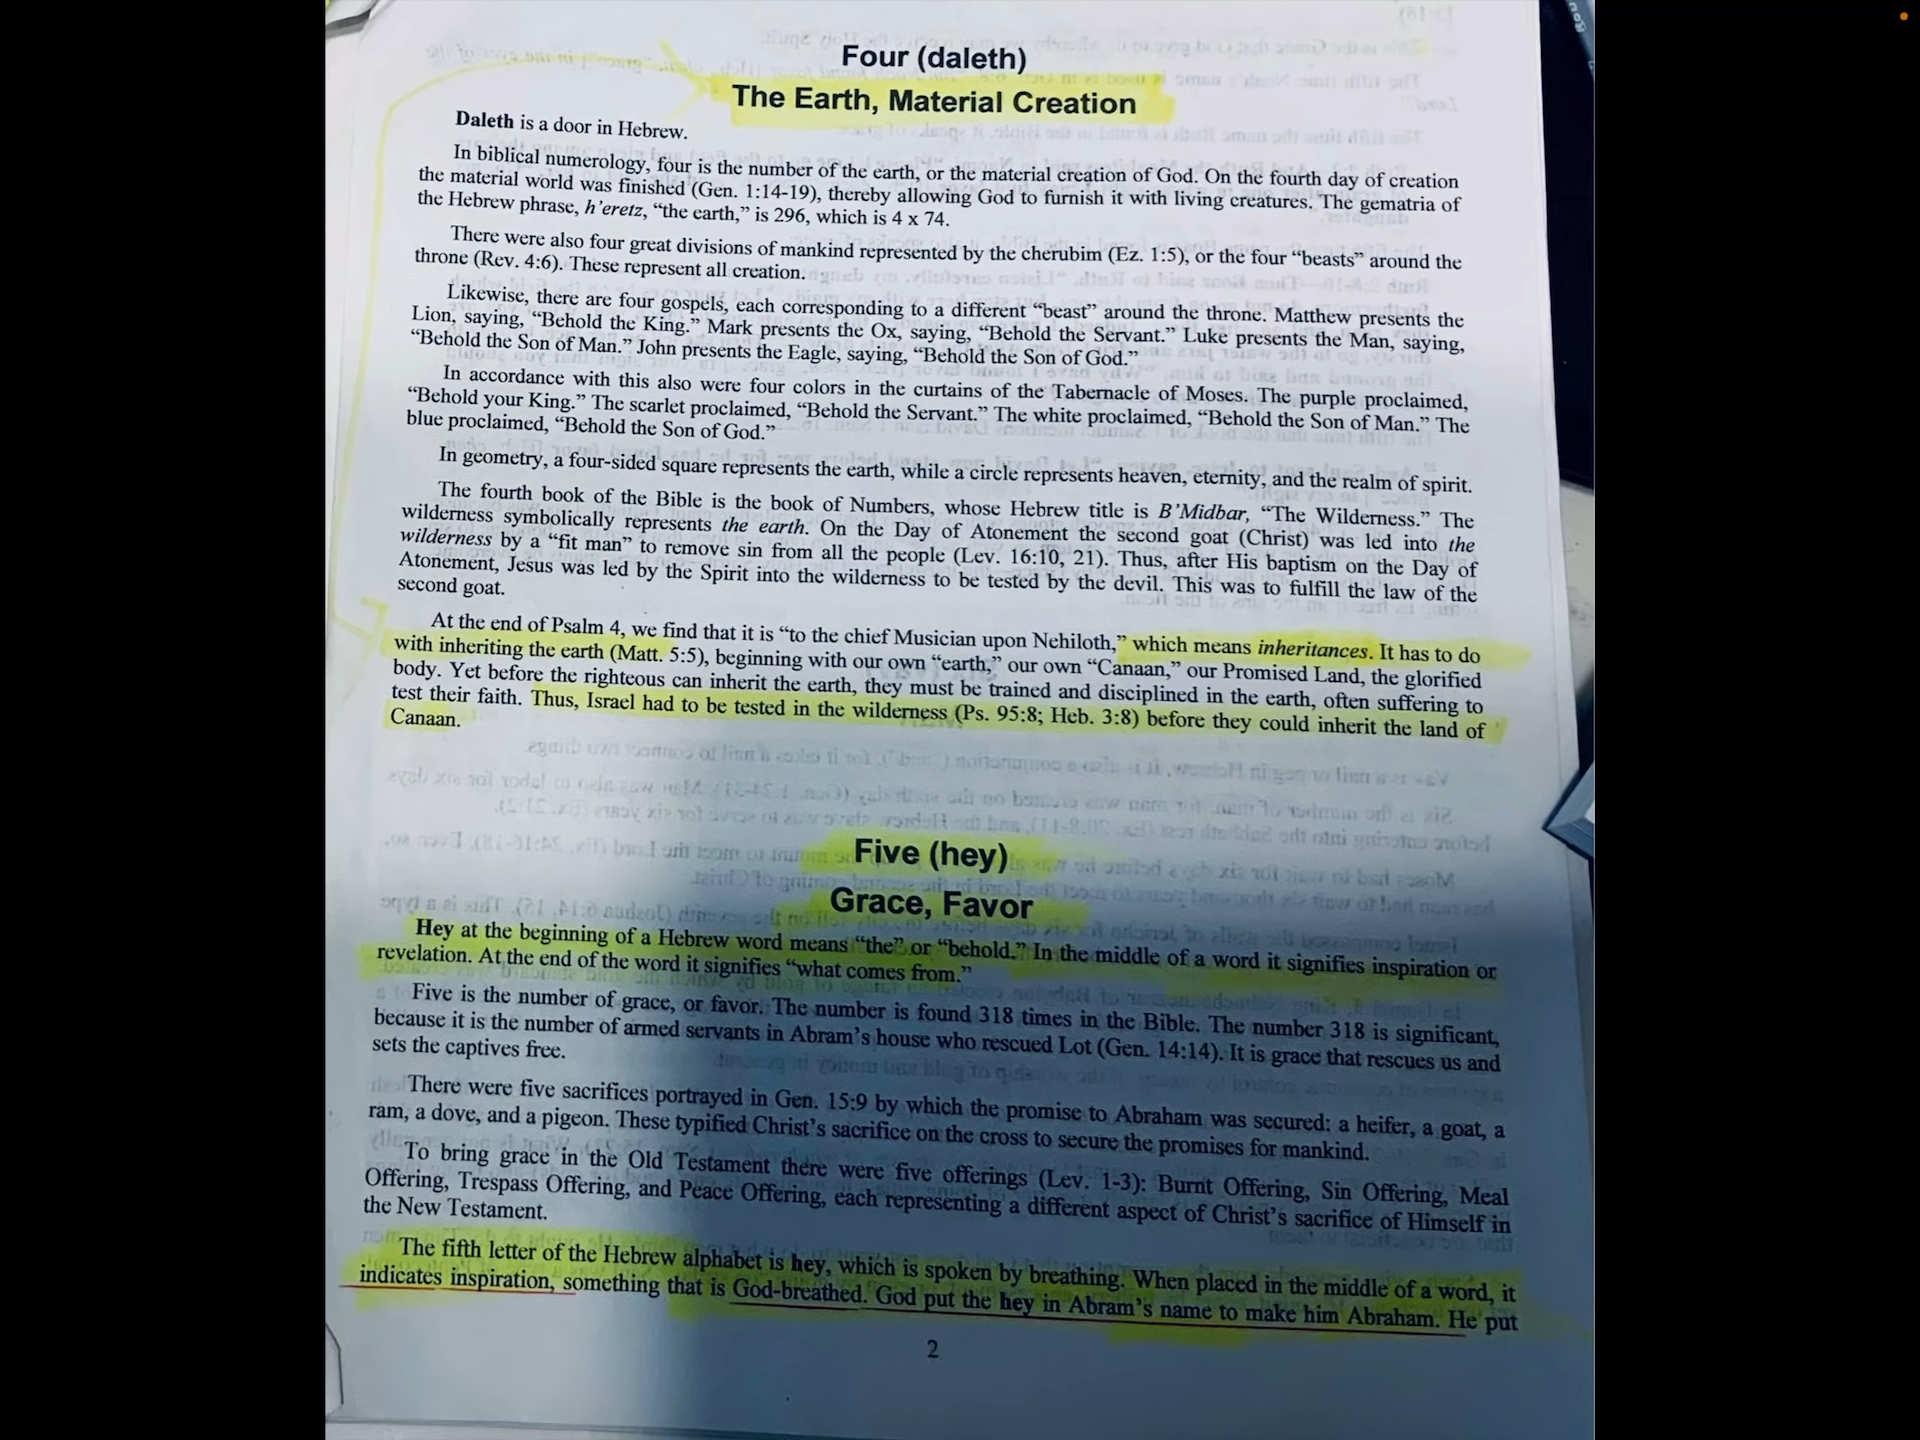 Four (daleth)
The Earth, Material Creation
Daleth is a door in Hebrew.
In biblical numerology, four is the number of the earth, or the material creation of God. On the fourth day of creation
the material world was finished (Gen. 1:14-19), thereby allowing God to furnish it with living creatures. The gematria of
the Hebrew phrase, h’eretz, “the earth,” is 296, which is 4 x 74.
There were also four great divisions of mankind represented by the cherubim (Ez. 1:5), or the four “beasts” around the
throne (Rev. 4:6). These represent all creation.
Likewise, there are four gospels, each corresponding to a different “beast” around the throne. Matthew presents the
Lion, saying, “Behold the King.” Mark presents the Ox, saying, “Behold the Servant.” Luke presents the Man, saying,
“Behold the Son of Man.” John presents the Eagle, saying, “Behold the Son of God.”
In accordance with this also were four colors in the curtains of the Tabernacle of Moses. The purple proclaimed,
“Behold your King.” The scarlet proclaimed, “Behold the Servant.” The white proclaimed, “Behold the Son of Man.” The
blue proclaimed, “Behold the Son of God.”
In geometry, a four-sided square represents the earth, while a circle represents heaven, eternity, and the realm of spirit.
The fourth book of the Bible is the book of Numbers, whose Hebrew title is B’Midbar, “The Wilderness.” The
wilderness symbolically represents the earth. On the Day of Atonement the second goat (Christ) was led into the
wilderness by a “fit man” to remove sin from all the people (Lev. 16:10, 21). Thus, after His baptism on the Day of
Atonement, Jesus was led by the Spirit into the wilderness to be tested by the devil. This was to fulfill the law of the
second goat.
At the end of Psalm 4, we find that it is “to the chief Musician upon Nehiloth,” which means inheritances. It has to do
with inheriting the earth (Matt. 5:5), beginning with our own “earth,” our own “Canaan,” our Promised Land, the glorified
body. Yet before the righteous can inherit the earth, they must be trained and disciplined in the earth, often suffering to
test their faith. Thus, Israel had to be tested in the wilderness (Ps. 95:8; Heb. 3:8) before they could inherit the land of
Canaan.
Five (hey)
Grace, Favor
Hey at the beginning of a Hebrew word means “the” or “behold.” In the middle of a word it signifies inspiration or
revelation. At the end of the word it signifies “what comes from.”
Five is the number of grace, or favor. The number is found 318 times in the Bible. The number 318 is significant,
because it is the number of armed servants in Abram’s house who rescued Lot (Gen. 14:14). It is grace that rescues us and
sets the captives free.
There were five sacrifices portrayed in Gen. 15:9 by which the promise to Abraham was secured: a heifer, a goat, a
ram, a dove, and a pigeon. These typified Christ’s sacrifice on the cross to secure the promises for mankind.
To bring grace in the Old Testament there were five offerings (Lev. 1-3): Burnt Offering, Sin Offering, Meal
Offering, Trespass Offering, and Peace Offering, each representing a different aspect of Christ’s sacrifice of Himself in
the New Testament.
The fifth letter of the Hebrew alphabet is hey, which is spoken by breathing. When placed in the middle of a word, it
indicates inspiration, something that is God-breathed. God put the hey in Abram’s name to make him Abraham. He put
2